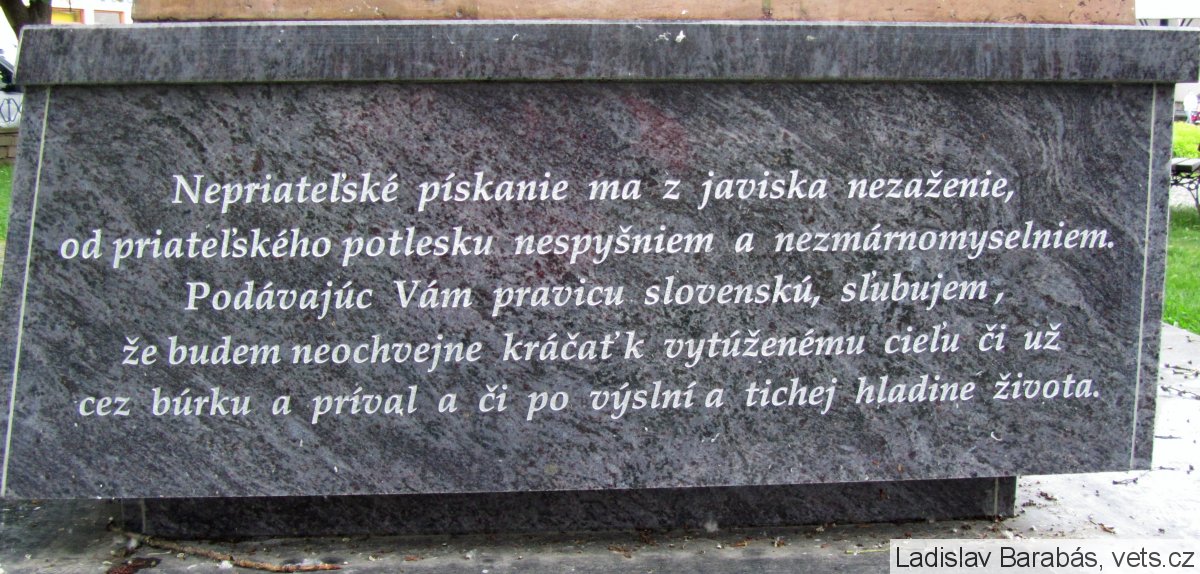 Nepriateľské pískanie ma z javiska nezaženie,
od priateľského potlesku nespyšniem a nezmárnomyselniem.
Podávajúc Vám pravicu slovenskú, sľubujem,
že budem neochvejne kráčať k vytúženému cieľu či už
cez búrku a príval a či po výslní a tichej hladine života.
Ladislav Barabás, vets.cz